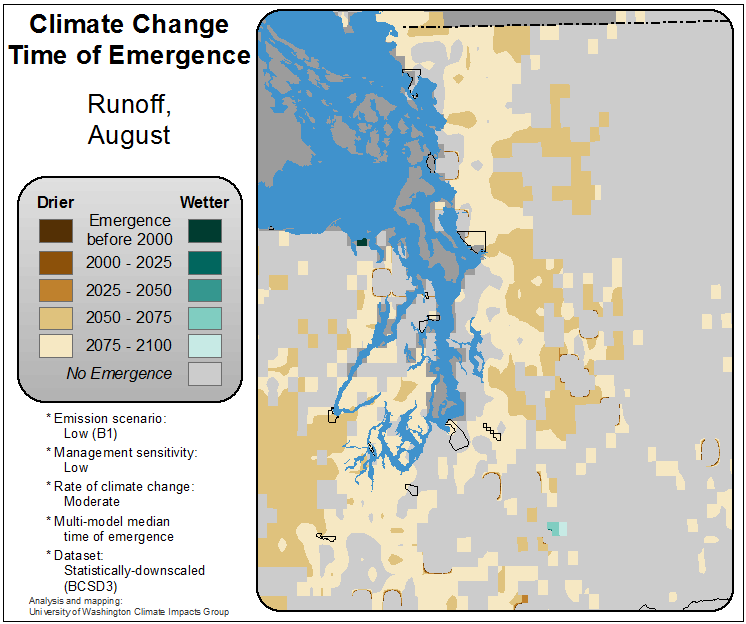 Climate Change
Time of Emergence
Runoff,
August
Drier
Wetter
Emergence
before 2000
2000 - 2025
2025 - 2050
2050 - 2075
2075 - 2100
No Emergence
* Emission scenario:
Low (B1)
* Management sensitivity:
Low
* Rate of climate change:
Moderate
* Multi-model median
time of emergence
* Dataset:
Statistically-downscaled
(BCSD3)
Analysis and mapping:
University of Washington Climate Impacts Group